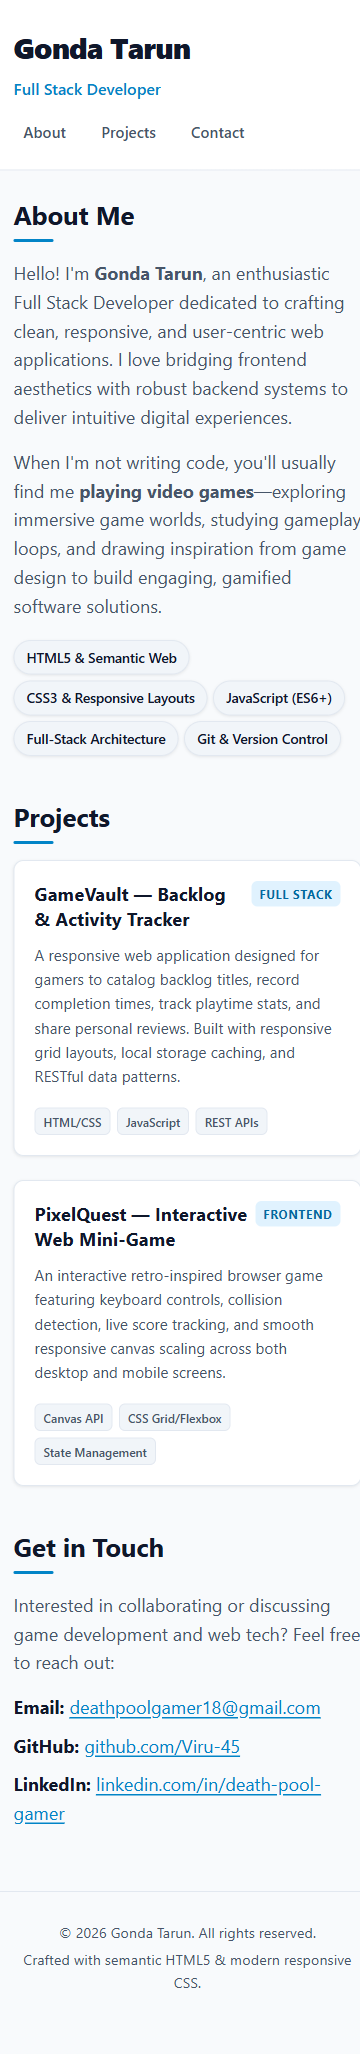 Gonda Tarun
Full Stack Developer
About Projects Contact
About Me
Hello! I'm Gonda Tarun, an enthusiastic
Full Stack Developer dedicated to crafting
clean, responsive, and user-centric web
applications. I love bridging frontend
aesthetics with robust backend systems to
deliver intuitive digital experiences.
When I'm not writing code, you'll usually
find me playing video games—exploring
immersive game worlds, studying gameplay
loops, and drawing inspiration from game
design to build engaging, gamified
software solutions.
HTML5 & Semantic Web
CSS3 & Responsive Layouts JavaScript (ES6+)
Full-Stack Architecture Git & Version Control
Projects
GameVault — Backlog FULL STACK
& Activity Tracker
A responsive web application designed for
gamers to catalog backlog titles, record
completion times, track playtime stats, and
share personal reviews. Built with responsive
grid layouts, local storage caching, and
RESTful data patterns.
HTML/CSS JavaScript REST APIs
PixelQuest — Interactive FRONTEND
Web Mini-Game
An interactive retro-inspired browser game
featuring keyboard controls, collision
detection, live score tracking, and smooth
responsive canvas scaling across both
desktop and mobile screens.
Canvas API CSS Grid/Flexbox
State Management
Get in Touch
Interested in collaborating or discussing
game development and web tech? Feel free
to reach out:
Email: deathpoolgamer18@gmail.com
GitHub: github.com/Viru-45
LinkedIn: linkedin.com/in/death-pool-
gamer
© 2026 Gonda Tarun. All rights reserved.
Crafted with semantic HTML5 & modern responsive
CSS.